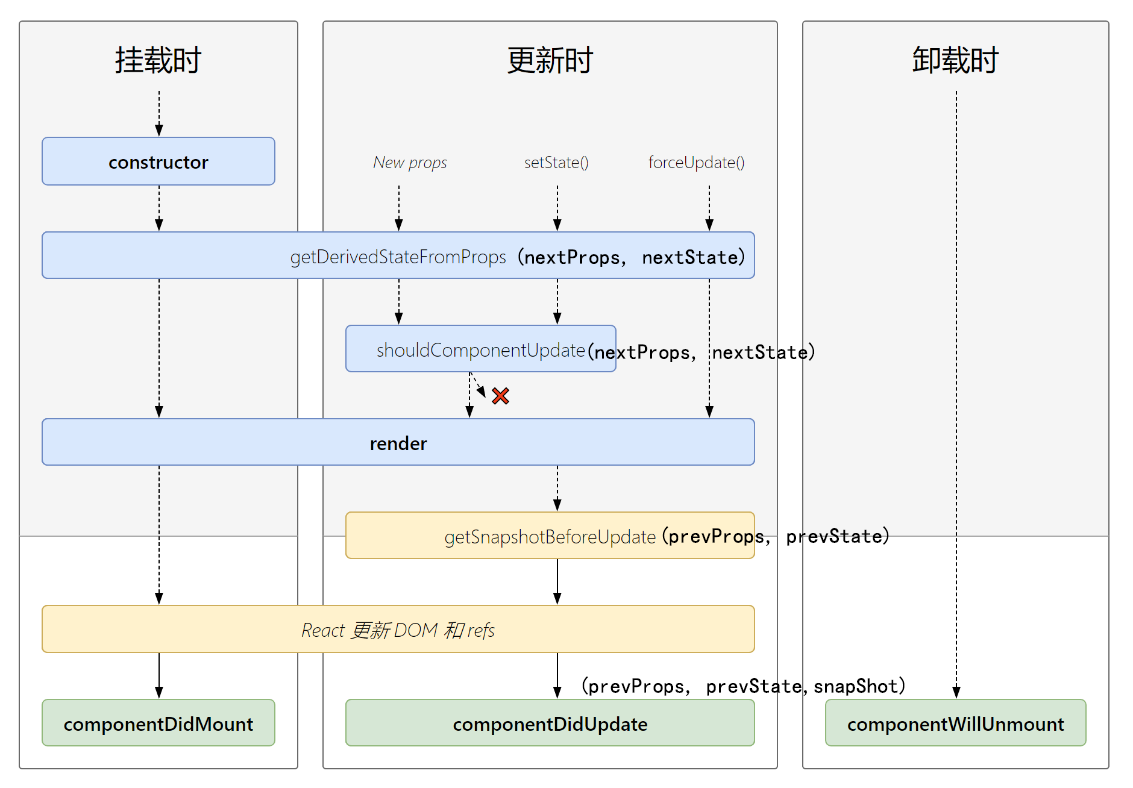 挂载时
更新时
卸载时
constructor
New props
setState()
forceUpdate()
getDerivedStateFromProps (nextProps, nextState)
shouldComponentUpdate(nextProps, nextState)
render
getSnapshotBeforeUpdate (prevProps, prevState)
React 更新 DOM 和 refs
(prevProps, prevState,snapShot)
componentDidMount
componentDidUpdate
componentWillUnmount